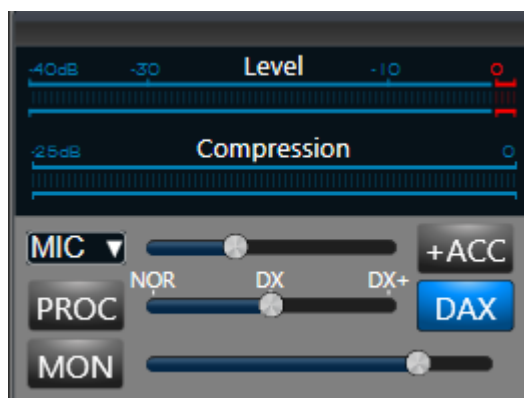 -40dB -30 Level -10 0
-25dB Compression 0
MIC ▼ +ACC
NOR DX DX+
PROC DAX
MON